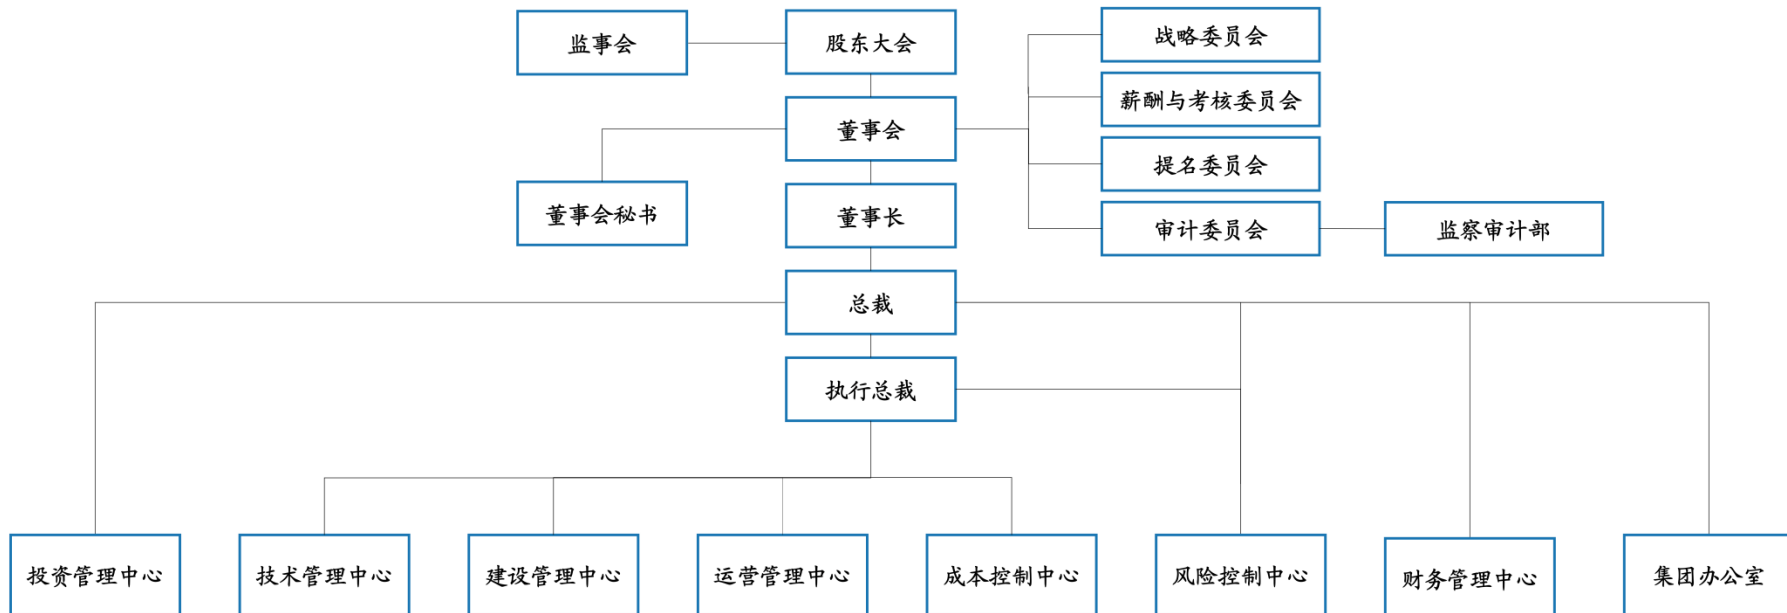 监事会
股东大会
战略委员会
薪酬与考核委员会
董事会
提名委员会
董事会秘书
董事长
审计委员会
监察审计部
总裁
执行总裁
投资管理中心
技术管理中心
建设管理中心
运营管理中心
成本控制中心
风险控制中心
财务管理中心
集团办公室